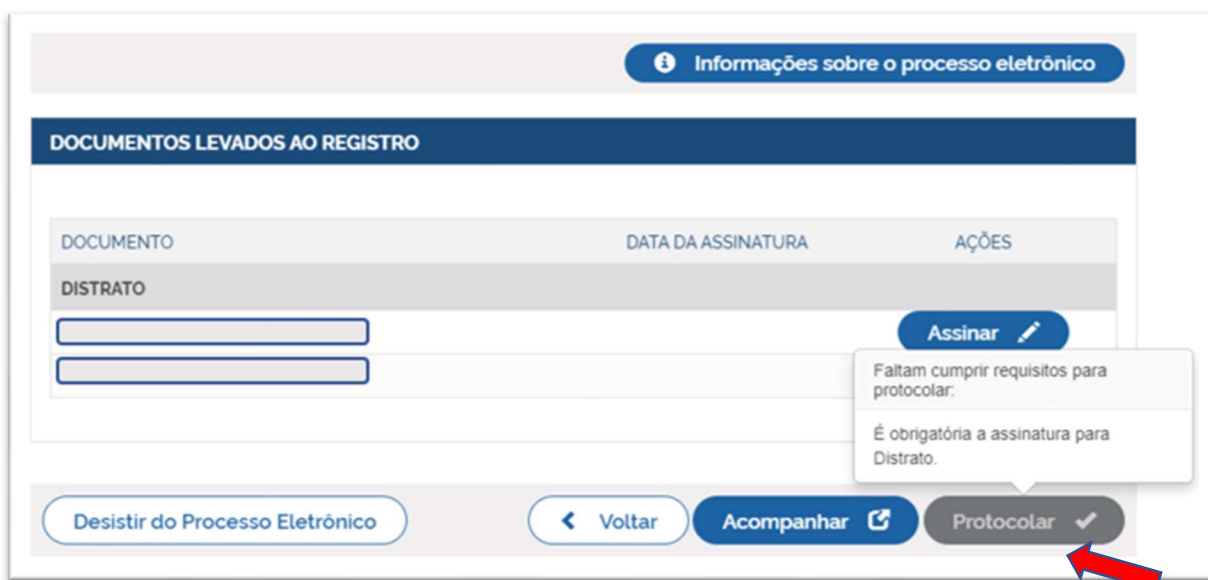 Informações sobre o processo eletrônico
DOCUMENTOS LEVADOS AO REGISTRO
DOCUMENTO DATA DA ASSINATURA AÇÕES
DISTRATO
Assinar
Faltam cumprir requisitos para
protocolar:
É obrigatória a assinatura para
Distrato.
Desistir do Processo Eletrônico Voltar Acompanhar Protocolar